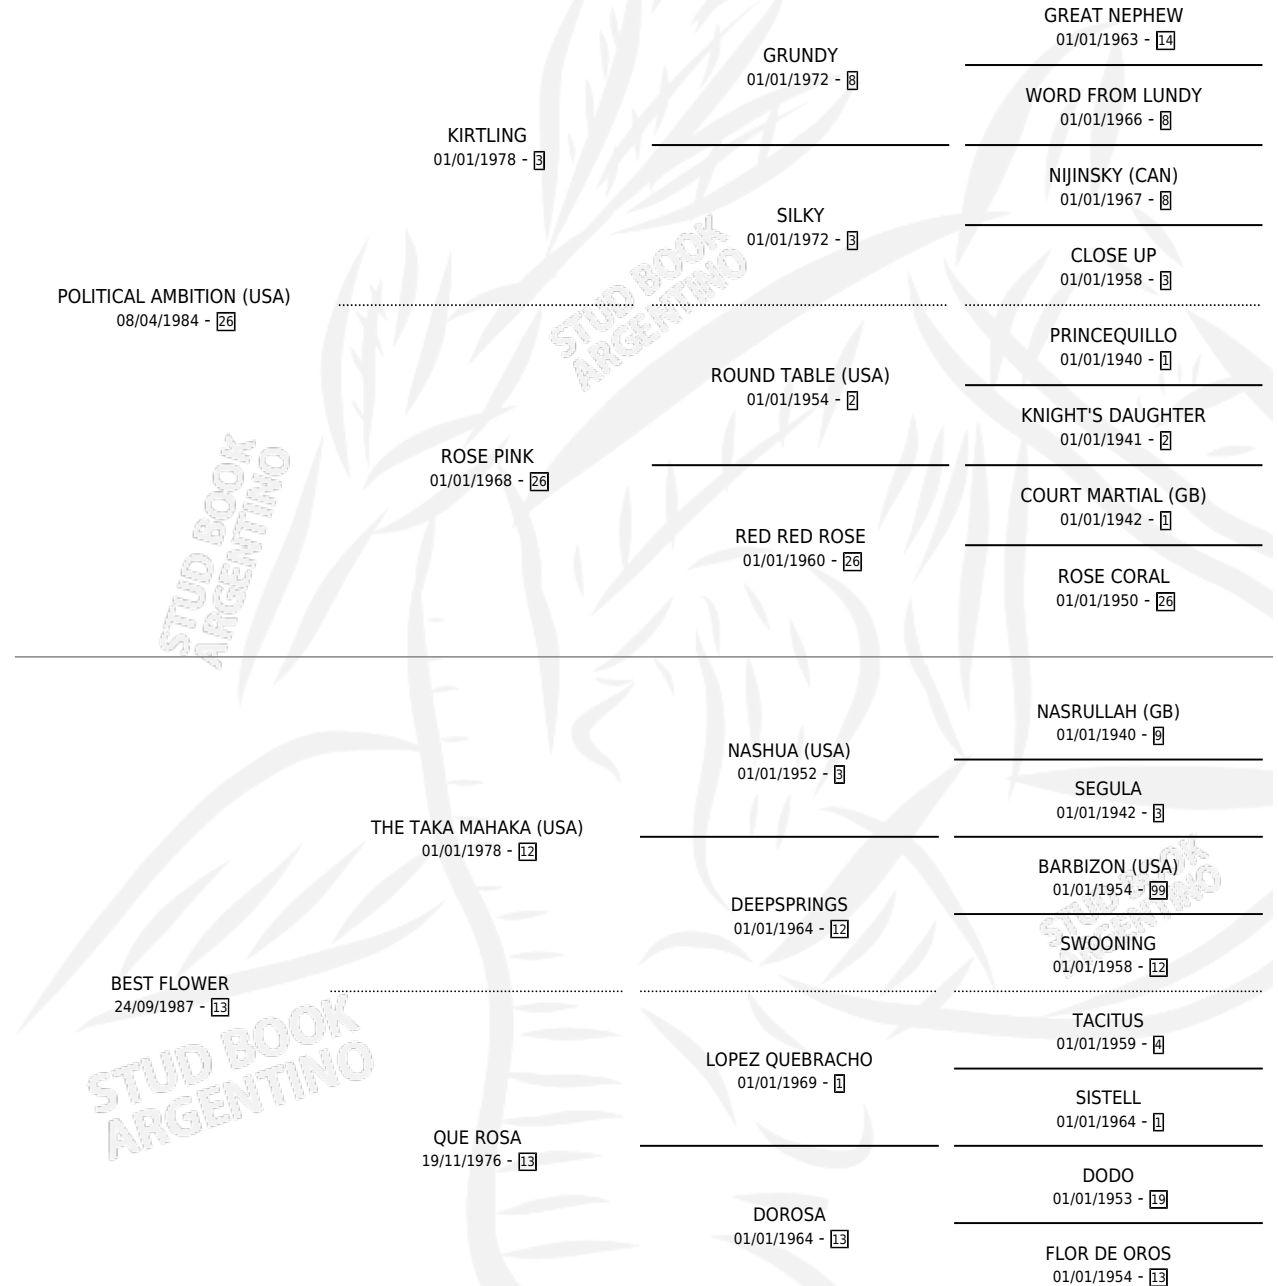 GREAT NEPHEW
01/01/1963 - 14
GRUNDY
01/01/1972 - 8
WORD FROM LUNDY
01/01/1966 - 8
KIRTLING
01/01/1978 - 3
NIJINSKY (CAN)
01/01/1967 - 8
SILKY
01/01/1972 - 3
CLOSE UP
01/01/1958 - 3
POLITICAL AMBITION (USA)
08/04/1984 - 26
PRINCEQUILLO
01/01/1940 - 1
ROUND TABLE (USA)
01/01/1954 - 2
KNIGHT'S DAUGHTER
01/01/1941 - 2
ROSE PINK
01/01/1968 - 26
COURT MARTIAL (GB)
01/01/1942 - 1
RED RED ROSE
01/01/1960 - 26
ROSE CORAL
01/01/1950 - 26
STUD BOOK
ARGENTINO
STUD BOOK
ARGENTINO
NASRULLAH (GB)
01/01/1940 - 9
NASHUA (USA)
01/01/1952 - 3
SEGULA
01/01/1942 - 3
THE TAKA MAHAKA (USA)
01/01/1978 - 12
BARBIZON (USA)
01/01/1954 - 99
DEEPSPRINGS
01/01/1964 - 12
SWOONING
01/01/1958 - 12
STUD BOOK
ARGENTINO
BEST FLOWER
24/09/1987 - 13
TACITUS
01/01/1959 - 4
LOPEZ QUEBRACHO
01/01/1969 - 1
SISTELL
01/01/1964 - 1
QUE ROSA
19/11/1976 - 13
DODO
01/01/1953 - 19
DOROSA
01/01/1964 - 13
FLOR DE OROS
01/01/1954 - 13
STUD BOOK
ARGENTINO